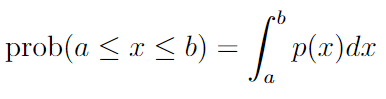 prob(a ≤ x ≤ b) = ∫_a^b p(x)dx